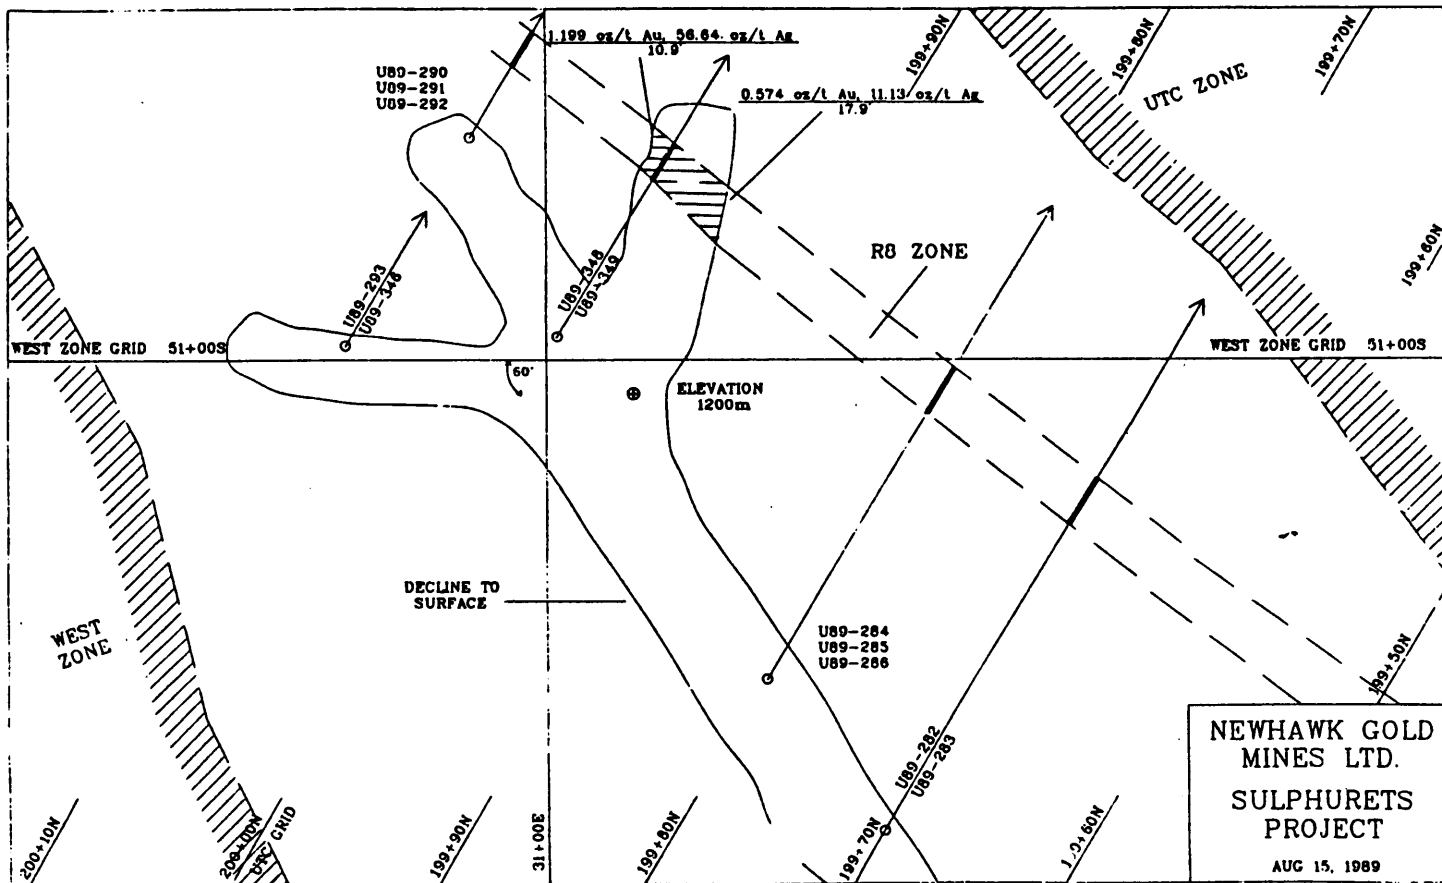 1.199 oz/t Au, 56.64 oz/t Ag
10.9'
U89-290
U89-291
U89-292
0.574 oz/t Au, 11.13 oz/t Ag
17.9'
199+90N
199+80N
199+70N
UTC ZONE
199+60N
R8 ZONE
U89-293
U89-346
U89-348
U89-349
WEST ZONE GRID 51+00S
WEST ZONE GRID 51+00S
60'
ELEVATION
1200m
DECLINE TO
SURFACE
WEST
ZONE
U89-284
U89-285
U89-286
199+50N
U89-282
U89-283
200+10N
200+00N
UTC GRID
199+90N
31+00E
199+80N
199+70N
NEWHAWK GOLD
MINES LTD.
SULPHURETS
PROJECT
AUG 15, 1989